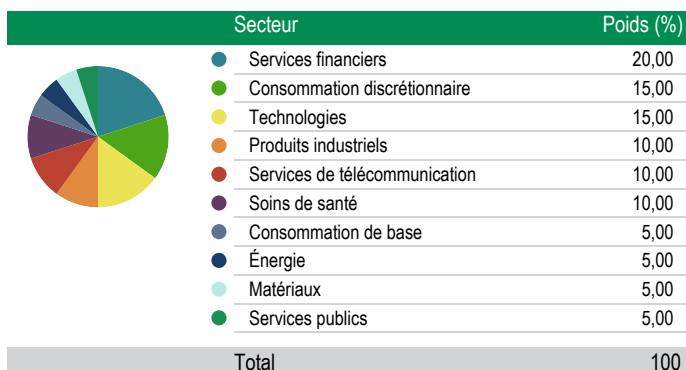 Secteur Poids (%)
Services financiers 20,00
Consommation discrétionnaire 15,00
Technologies 15,00
Produits industriels 10,00
Services de télécommunication 10,00
Soins de santé 10,00
Consommation de base 5,00
Énergie 5,00
Matériaux 5,00
Services publics 5,00
Total 100